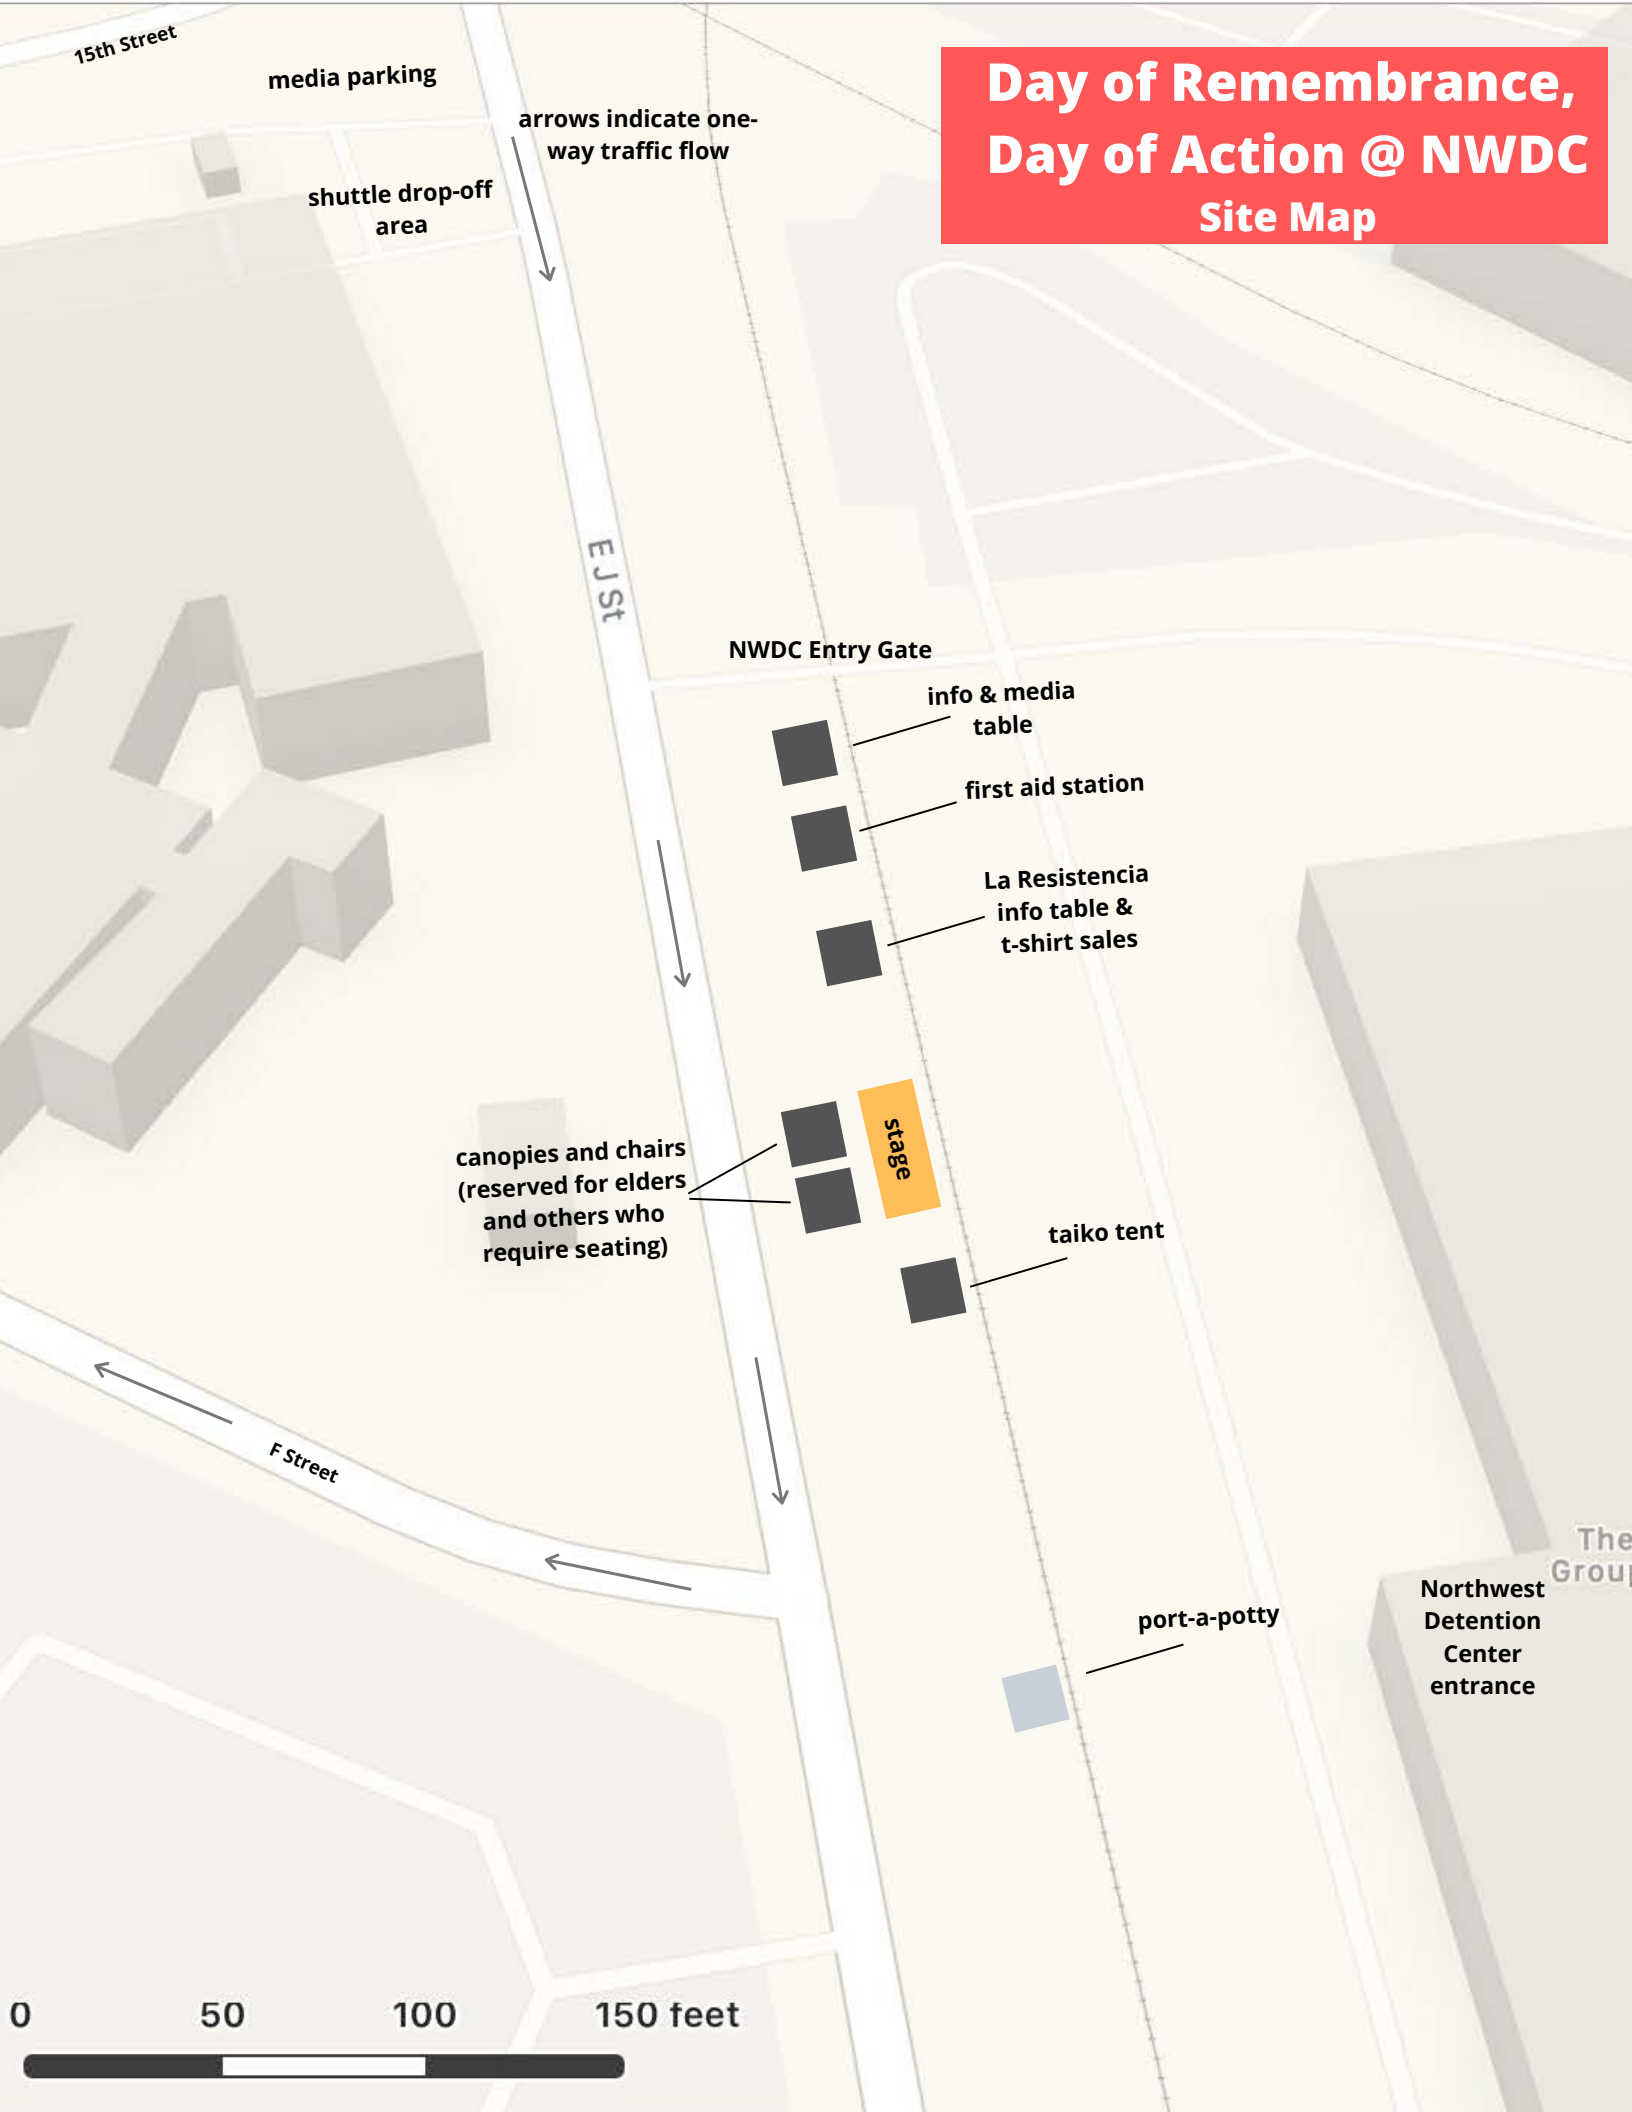 15th Street
media parking
arrows indicate one-
way traffic flow
shuttle drop-off
area
Day of Remembrance,
Day of Action @ NWDC
Site Map
E J St
NWDC Entry Gate
info & media
table
first aid station
La Resistencia
info table &
t-shirt sales
stage
canopies and chairs
(reserved for elders
and others who
require seating)
taiko tent
F Street
The
Group
Northwest
Detention
Center
entrance
port-a-potty
0 50 100 150 feet